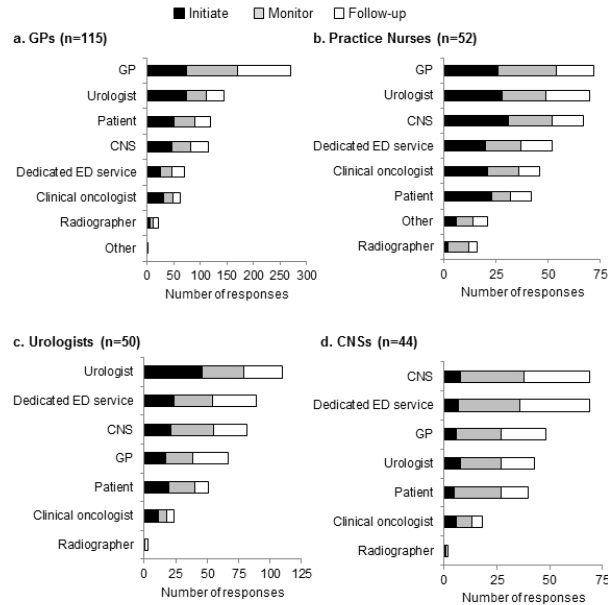 Initiate Monitor Follow-up
a. GPs (n=115)
GP
Urologist
Patient
CNS
Dedicated ED service
Clinical oncologist
Radiographer
Other
0 50 100 150 200 250 300
Number of responses
b. Practice Nurses (n=52)
GP
Urologist
CNS
Dedicated ED service
Clinical oncologist
Patient
Other
Radiographer
0 25 50 75
Number of responses
c. Urologists (n=50)
Urologist
Dedicated ED service
CNS
GP
Patient
Clinical oncologist
Radiographer
0 25 50 75 100 125
Number of responses
d. CNSs (n=44)
CNS
Dedicated ED service
GP
Urologist
Patient
Clinical oncologist
Radiographer
0 25 50 75
Number of responses